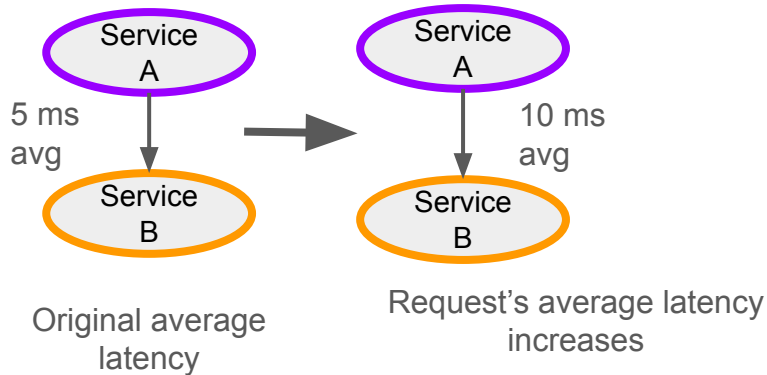 Service
A
5 ms
avg
Service
B
Original average
latency
Service
A
10 ms
avg
Service
B
Request’s average latency
increases